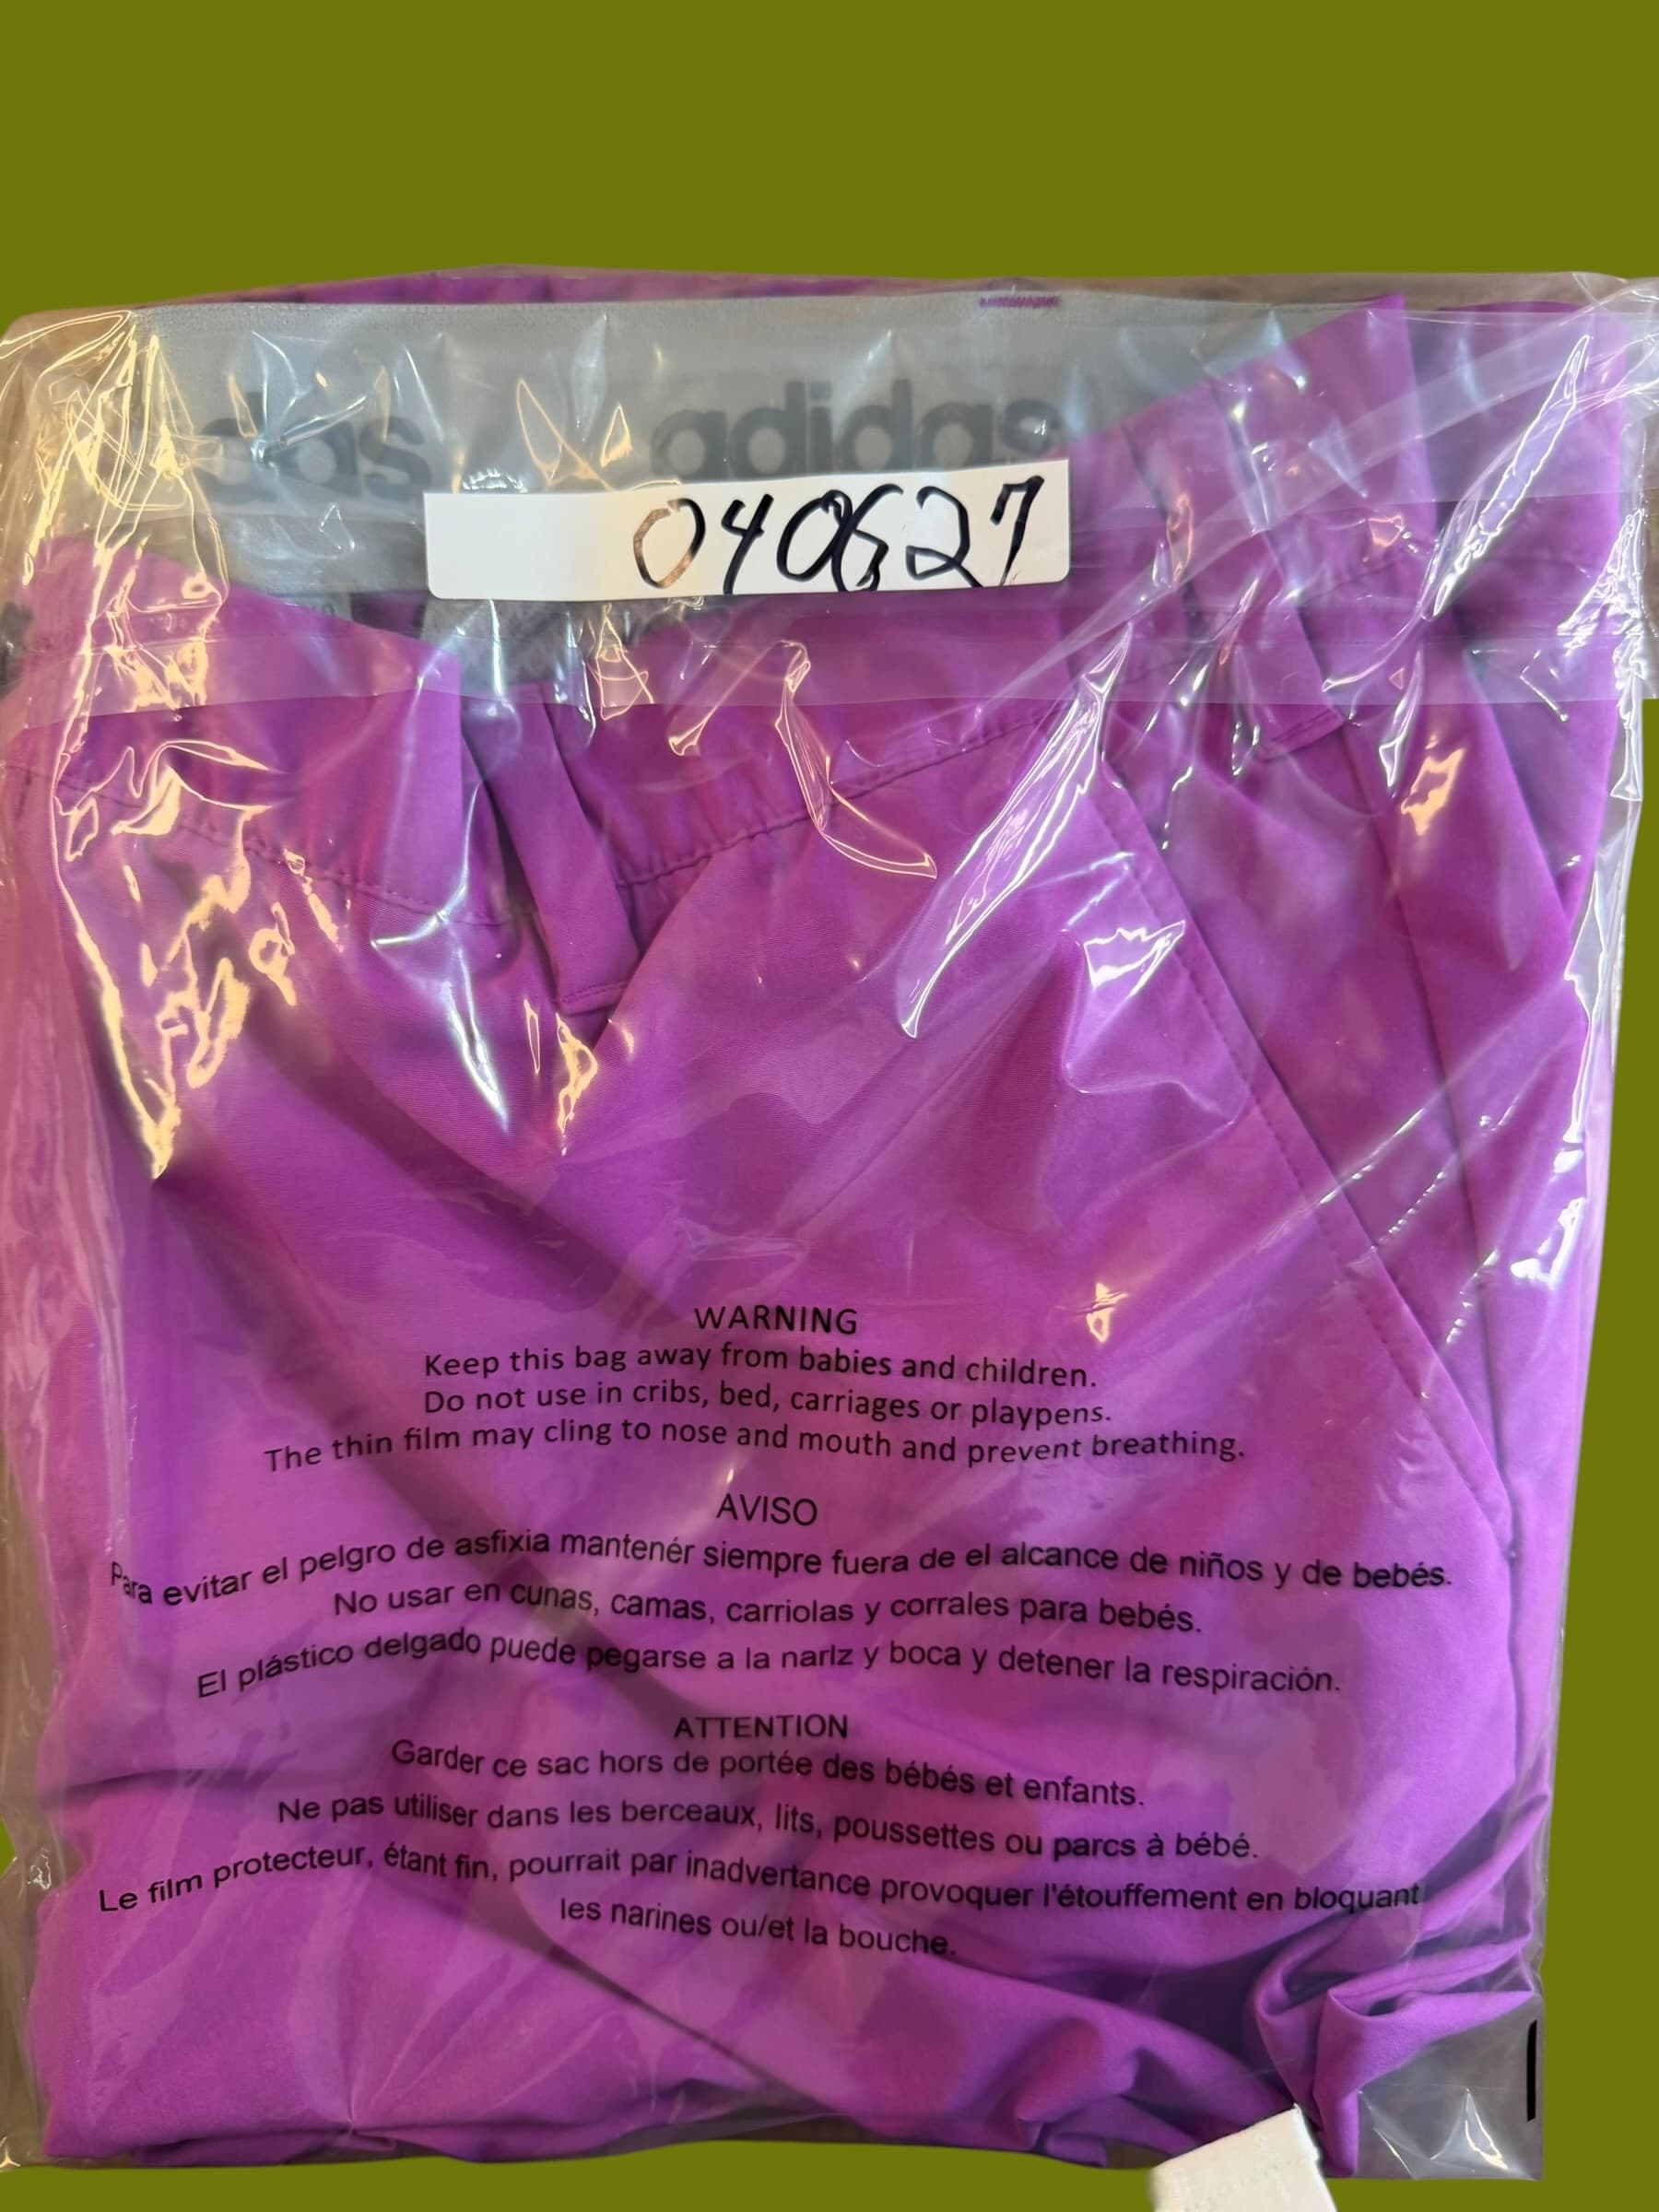 das adidas
WARNING
Keep this bag away from babies and children.
Do not use in cribs, bed, carriages or playpens.
The thin film may cling to nose and mouth and prevent breathing.
AVISO
Para evitar el pelgro de asfixia mantenér siempre fuera de el alcance de niños y de bebés.
No usar en cunas, camas, carriolas y corrales para bebés.
El plástico delgado puede pegarse a la narIz y boca y detener la respiración.
ATTENTION
Garder ce sac hors de portée des bébés et enfants.
Ne pas utiliser dans les berceaux, lits, poussettes ou parcs à bébé.
Le film protecteur, étant fin, pourrait par inadvertance provoquer l'étouffement en bloquant
les narines ou/et la bouche.